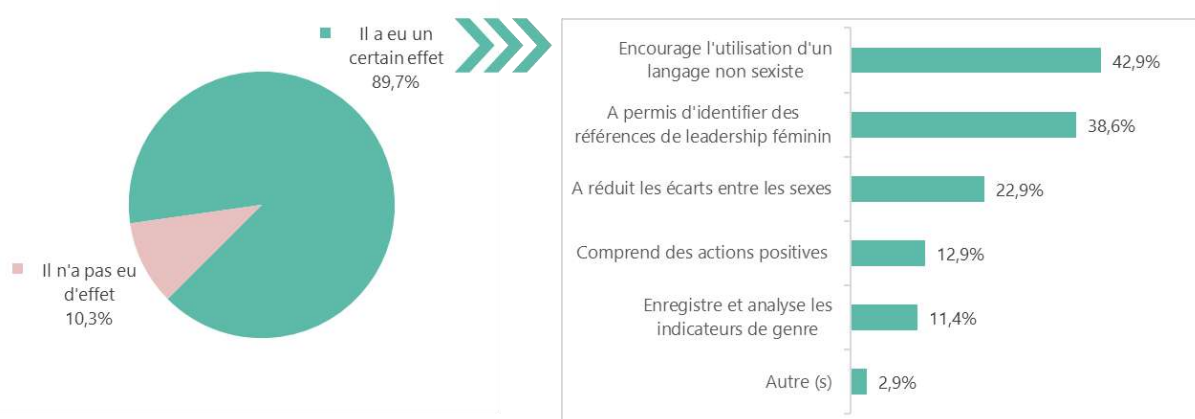 Il a eu un
certain effet
89,7%
Il n'a pas eu
d'effet
10,3%
Encourage l'utilisation d'un
langage non sexiste
42,9%
A permis d'identifier des
références de leadership féminin
38,6%
A réduit les écarts entre les sexes
22,9%
Comprend des actions positives
12,9%
Enregistre et analyse les
indicateurs de genre
11,4%
Autre (s)
2,9%